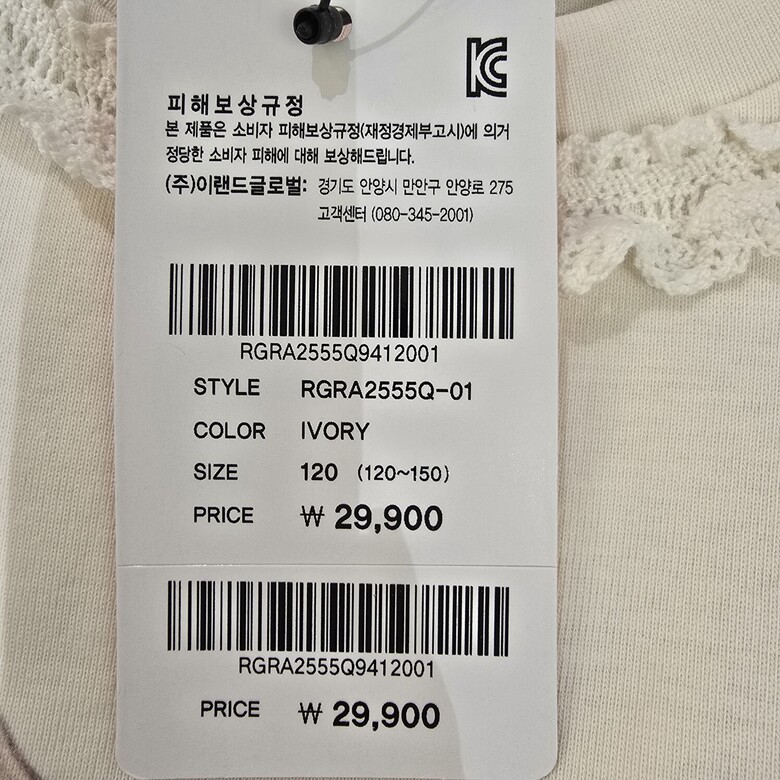 KC
피해보상규정
본 제품은 소비자 피해보상규정(재정경제부고시)에 의거
정당한 소비자 피해에 대해 보상해드립니다.
(주)이랜드글로벌: 경기도 안양시 만안구 안양로 275
고객센터 (080-345-2001)
RGRA2555Q9412001
STYLE RGRA2555Q-01
COLOR IVORY
SIZE 120 (120~150)
PRICE ₩ 29,900
RGRA2555Q9412001
PRICE ₩ 29,900